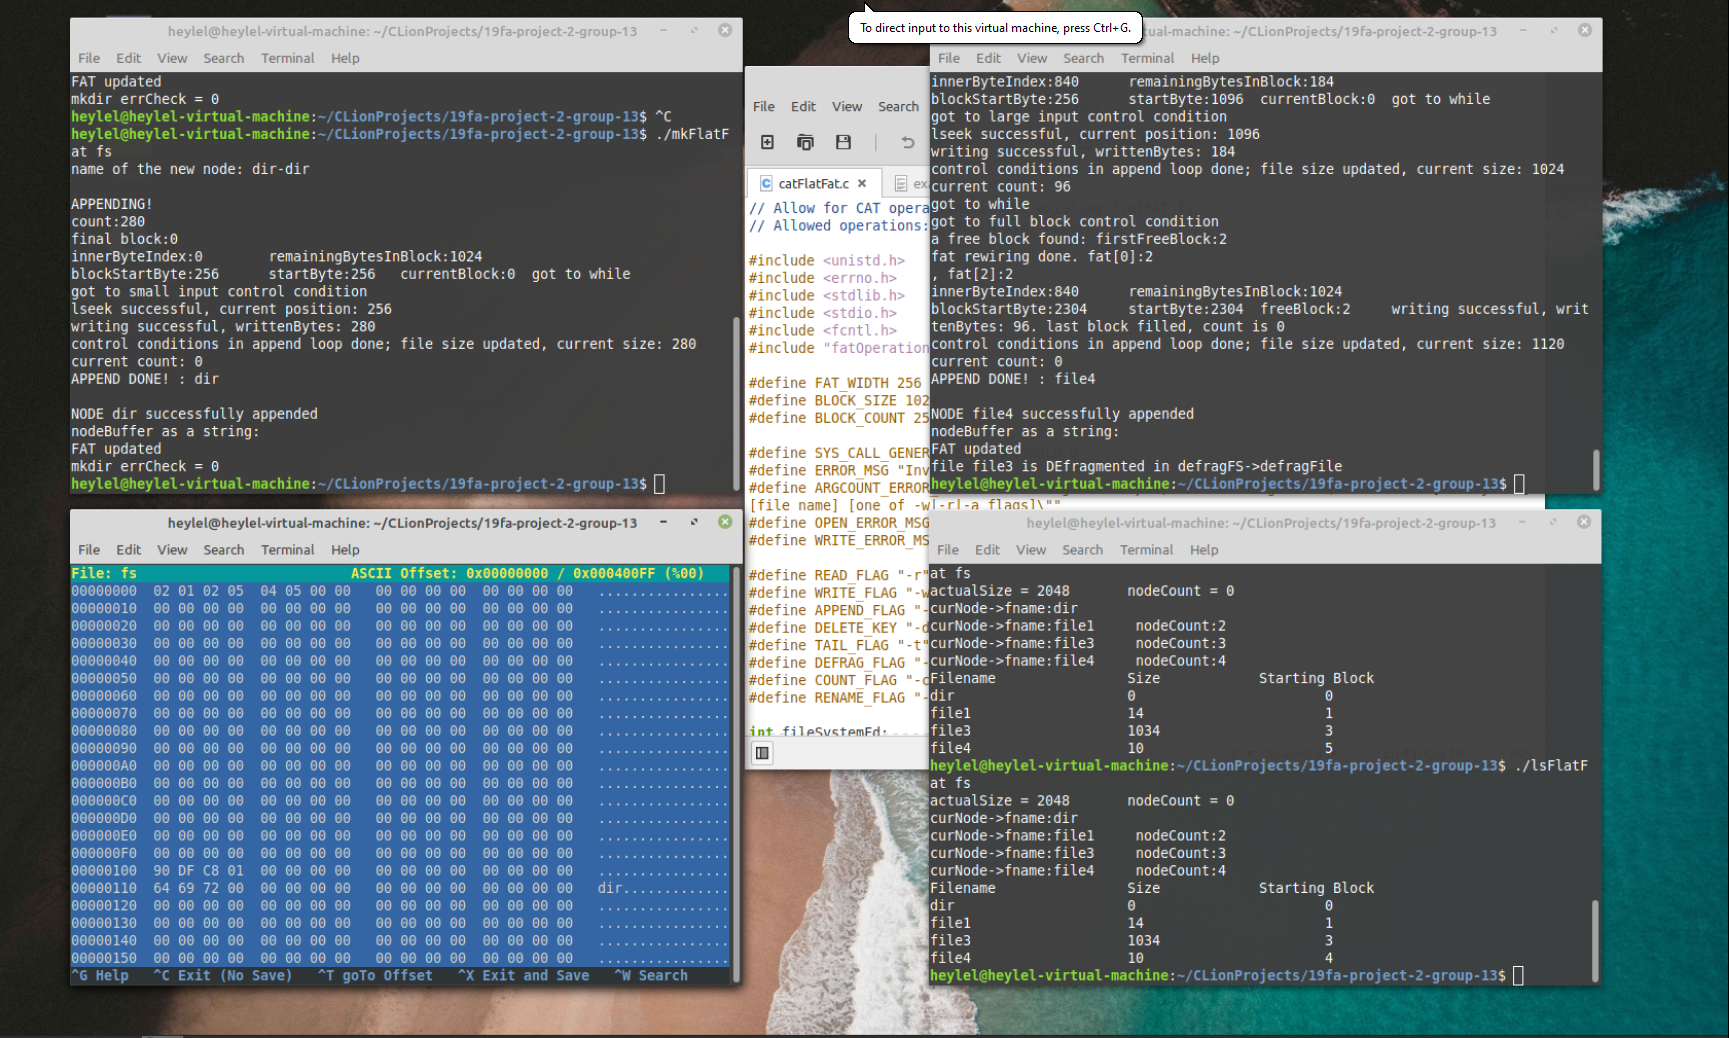 To direct input to this virtual machine, press Ctrl+G.
heylel@heylel-virtual-machine: ~/CLionProjects/19fa-project-2-group-13
File Edit View Search Terminal Help
FAT updated
mkdir errCheck = 0
heylel@heylel-virtual-machine:~/CLionProjects/19fa-project-2-group-13$ ^C
heylel@heylel-virtual-machine:~/CLionProjects/19fa-project-2-group-13$ ./mkFlatF
at fs
name of the new node: dir-dir
APPENDING!
count:280
final block:0
innerByteIndex:0 remainingBytesInBlock:1024
blockStartByte:256 startByte:256 currentBlock:0 got to while
got to small input control condition
lseek successful, current position: 256
writing successful, writtenBytes: 280
control conditions in append loop done; file size updated, current size: 280
current count: 0
APPEND DONE! : dir
NODE dir successfully appended
nodeBuffer as a string:
FAT updated
mkdir errCheck = 0
heylel@heylel-virtual-machine:~/CLionProjects/19fa-project-2-group-13$
File Edit View Search
catFlatFat.c × ex
// Allow for CAT opera
// Allowed operations:
#include <unistd.h>
#include <errno.h>
#include <stdlib.h>
#include <stdio.h>
#include <fcntl.h>
#include "fatOperation
#define FAT_WIDTH 256
#define BLOCK_SIZE 102
#define BLOCK_COUNT 25
#define SYS_CALL_GENER
#define ERROR_MSG "Inv
#define ARGCOUNT_ERROR
[file name] [one of -w|-r|-a flags]\""
#define OPEN_ERROR_MSG
#define WRITE_ERROR_MS
#define READ_FLAG "-r"
#define WRITE_FLAG "-w
#define APPEND_FLAG "-
#define DELETE_KEY "-d
#define TAIL_FLAG "-t"
#define DEFRAG_FLAG "-
#define COUNT_FLAG "-c
#define RENAME_FLAG "-
int fileSystemFd;
tual-machine: ~/CLionProjects/19fa-project-2-group-13
File Edit View Search Terminal Help
innerByteIndex:840 remainingBytesInBlock:184
blockStartByte:256 startByte:1096 currentBlock:0 got to while
got to large input control condition
lseek successful, current position: 1096
writing successful, writtenBytes: 184
control conditions in append loop done; file size updated, current size: 1024
current count: 96
got to while
got to full block control condition
a free block found: firstFreeBlock:2
fat rewiring done. fat[0]:2
, fat[2]:2
innerByteIndex:840 remainingBytesInBlock:1024
blockStartByte:2304 startByte:2304 freeBlock:2 writing successful, writ
tenBytes: 96. last block filled, count is 0
control conditions in append loop done; file size updated, current size: 1120
current count: 0
APPEND DONE! : file4
NODE file4 successfully appended
nodeBuffer as a string:
FAT updated
file file3 is DEfragmented in defragFS->defragFile
heylel@heylel-virtual-machine:~/CLionProjects/19fa-project-2-group-13$
heylel@heylel-virtual-machine: ~/CLionProjects/19fa-project-2-group-13
File Edit View Search Terminal Help
File: fs ASCII Offset: 0x00000000 / 0x000400FF (%00)
00000000 02 01 02 05 04 05 00 00 00 00 00 00 00 00 00 00 ................
00000010 00 00 00 00 00 00 00 00 00 00 00 00 00 00 00 00 ................
00000020 00 00 00 00 00 00 00 00 00 00 00 00 00 00 00 00 ................
00000030 00 00 00 00 00 00 00 00 00 00 00 00 00 00 00 00 ................
00000040 00 00 00 00 00 00 00 00 00 00 00 00 00 00 00 00 ................
00000050 00 00 00 00 00 00 00 00 00 00 00 00 00 00 00 00 ................
00000060 00 00 00 00 00 00 00 00 00 00 00 00 00 00 00 00 ................
00000070 00 00 00 00 00 00 00 00 00 00 00 00 00 00 00 00 ................
00000080 00 00 00 00 00 00 00 00 00 00 00 00 00 00 00 00 ................
00000090 00 00 00 00 00 00 00 00 00 00 00 00 00 00 00 00 ................
000000A0 00 00 00 00 00 00 00 00 00 00 00 00 00 00 00 00 ................
000000B0 00 00 00 00 00 00 00 00 00 00 00 00 00 00 00 00 ................
000000C0 00 00 00 00 00 00 00 00 00 00 00 00 00 00 00 00 ................
000000D0 00 00 00 00 00 00 00 00 00 00 00 00 00 00 00 00 ................
000000E0 00 00 00 00 00 00 00 00 00 00 00 00 00 00 00 00 ................
000000F0 00 00 00 00 00 00 00 00 00 00 00 00 00 00 00 00 ................
00000100 90 DF C8 01 00 00 00 00 00 00 00 00 00 00 00 00 ................
00000110 64 69 72 00 00 00 00 00 00 00 00 00 00 00 00 00 dir.............
00000120 00 00 00 00 00 00 00 00 00 00 00 00 00 00 00 00 ................
00000130 00 00 00 00 00 00 00 00 00 00 00 00 00 00 00 00 ................
00000140 00 00 00 00 00 00 00 00 00 00 00 00 00 00 00 00 ................
00000150 00 00 00 00 00 00 00 00 00 00 00 00 00 00 00 00 ................
^G Help ^C Exit (No Save) ^T goTo Offset ^X Exit and Save ^W Search
heylel@heylel-virtual-machine: ~/CLionProjects/19fa-project-2-group-13
File Edit View Search Terminal Help
at fs
actualSize = 2048 nodeCount = 0
curNode->fname:dir
curNode->fname:file1 nodeCount:2
curNode->fname:file3 nodeCount:3
curNode->fname:file4 nodeCount:4
Filename Size Starting Block
dir 0 0
file1 14 1
file3 1034 3
file4 10 5
heylel@heylel-virtual-machine:~/CLionProjects/19fa-project-2-group-13$ ./lsFlatF
at fs
actualSize = 2048 nodeCount = 0
curNode->fname:dir
curNode->fname:file1 nodeCount:2
curNode->fname:file3 nodeCount:3
curNode->fname:file4 nodeCount:4
Filename Size Starting Block
dir 0 0
file1 14 1
file3 1034 3
file4 10 4
heylel@heylel-virtual-machine:~/CLionProjects/19fa-project-2-group-13$